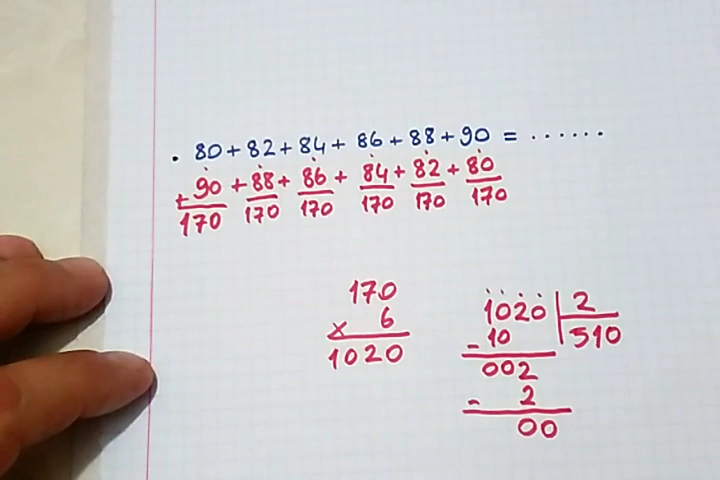 . 80 + 82 + 84 + 86 + 88 + 90 = ......
+ 90 + 88 + 86 + 84 + 82 + 80
170 170 170 170 170 170
170
× 6
1020
1020 2
- 10 510
002
- 2
00